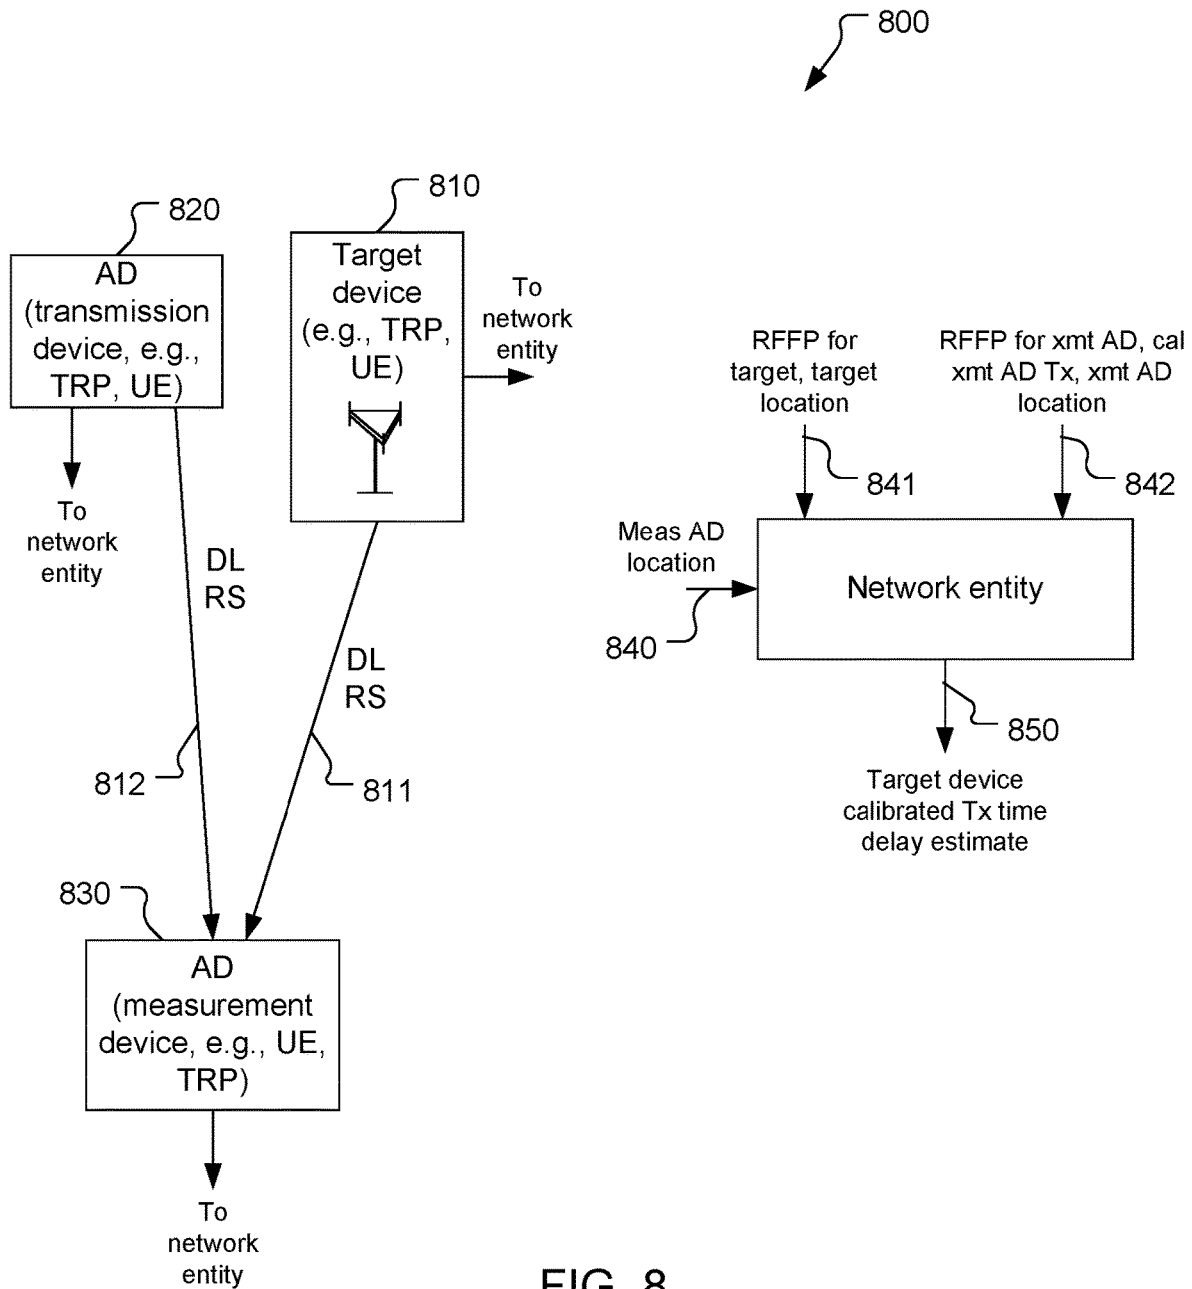 800
820
810
AD
(transmission
device, e.g.,
TRP, UE)
Target
device
(e.g., TRP,
UE)
To
network
entity
To
network
entity
DL
RS
DL
RS
812
811
830
AD
(measurement
device, e.g., UE,
TRP)
To
network
entity
RFFP for
target, target
location
RFFP for xmt AD, cal
xmt AD Tx, xmt AD
location
841
842
Meas AD
location
840
Network entity
850
Target device
calibrated Tx time
delay estimate
FIG. 8